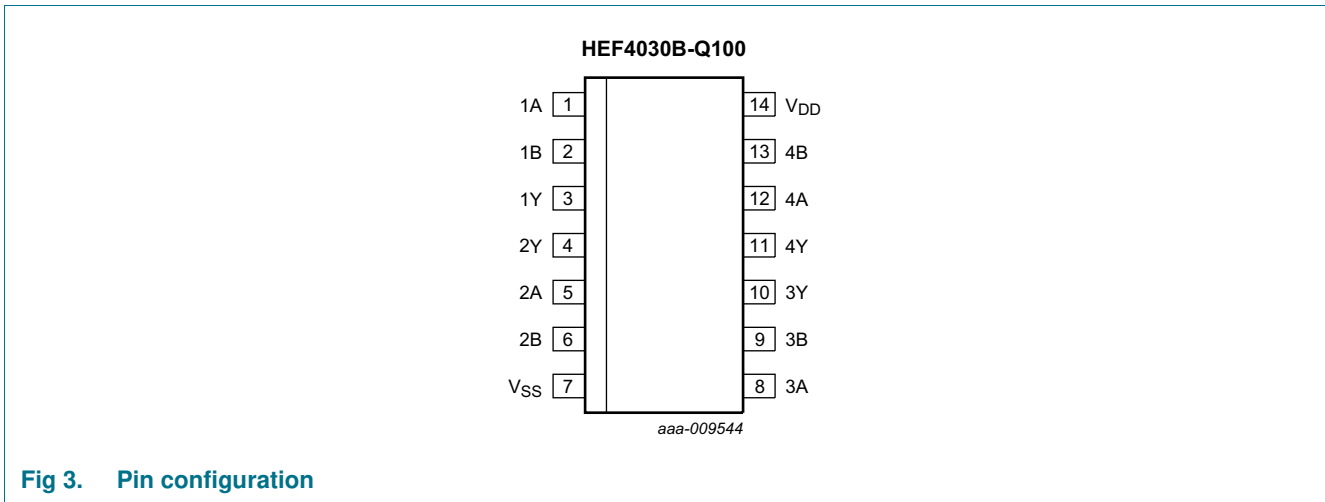 HEF4030B-Q100
1A 1 14 VDD
1B 2 13 4B
1Y 3 12 4A
2Y 4 11 4Y
2A 5 10 3Y
2B 6 9 3B
VSS 7 8 3A
aaa-009544
Fig 3. Pin configuration